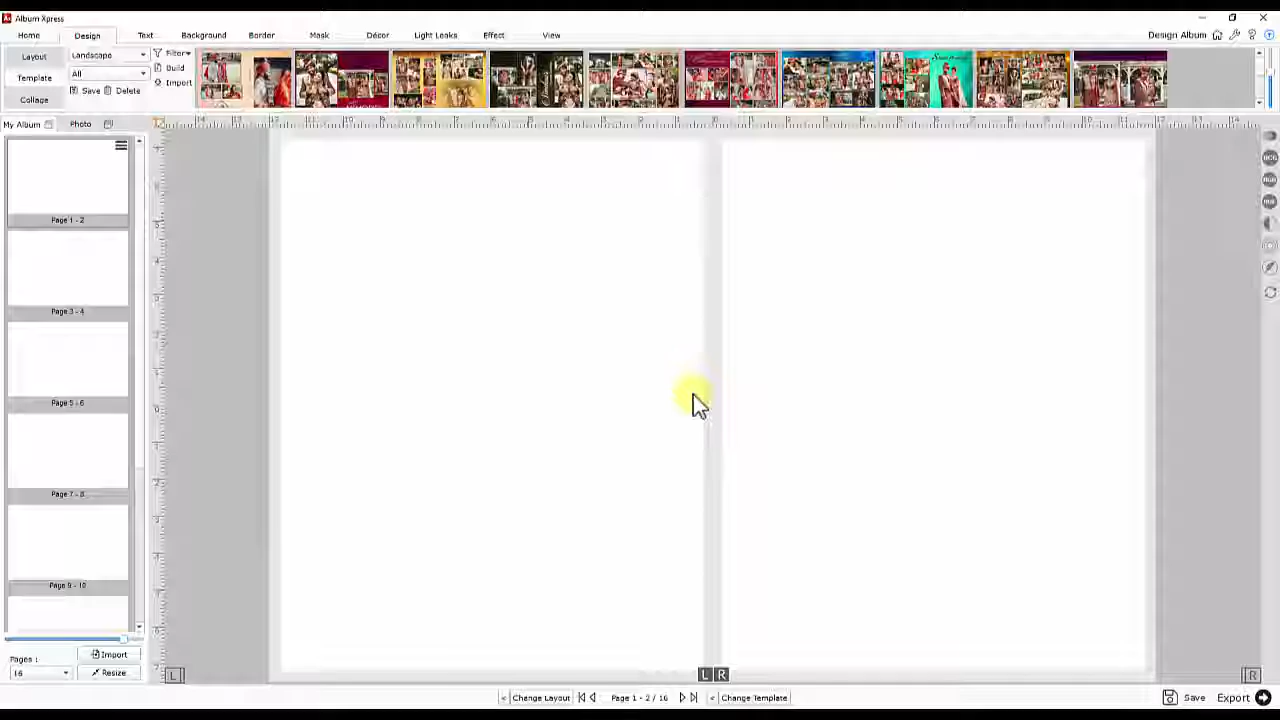 Album Xpress
Home Design Text Background Border Mask Décor Light Leaks Effect View Design Album
Layout Landscape Filter
Template All Build
Import
Save Delete
Collage
My Album Photo
Page 1 - 2
Page 3 - 4
Page 5 - 6
Page 7 - 8
Page 9 - 10
Pages :
Import
16
Resize
L
L R
R
< Change Layout Page 1 - 2 / 16 < Change Template Save Export